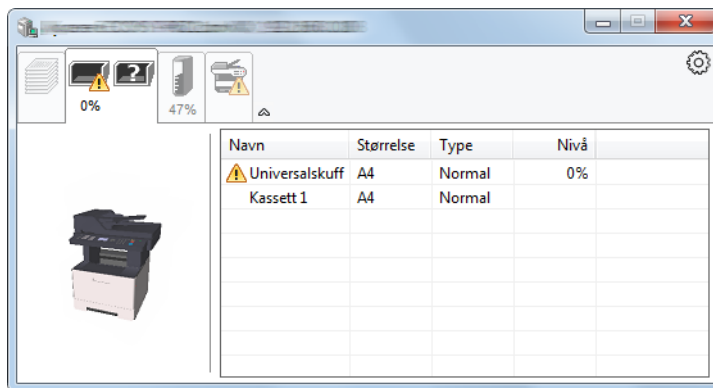 0%
47%
Navn Størrelse Type Nivå
Universalskuff A4 Normal 0%
Kassett 1 A4 Normal